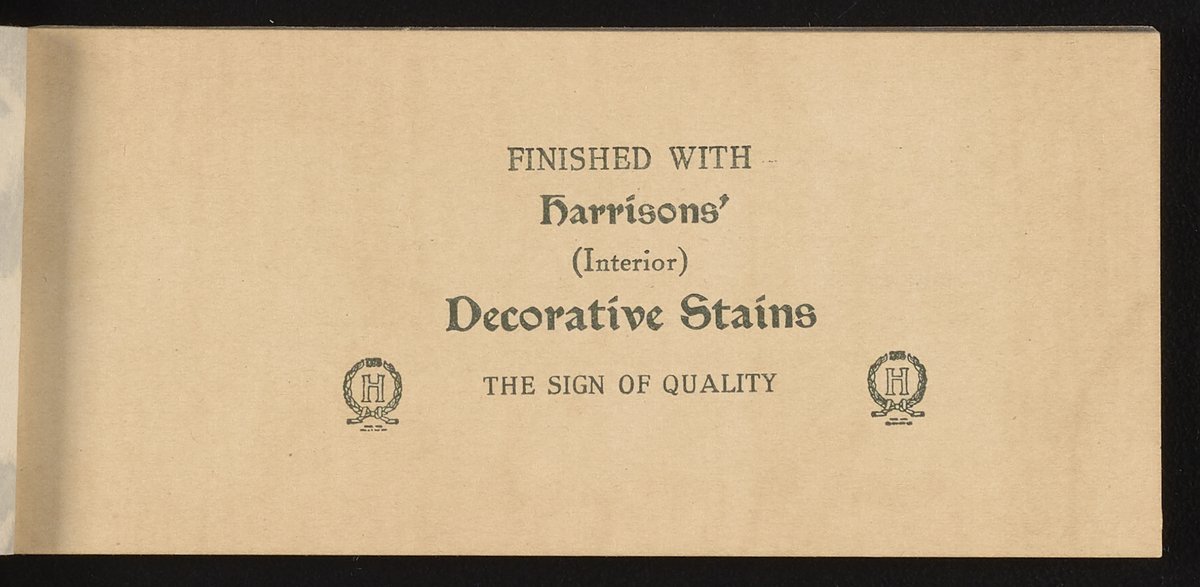 FINISHED WITH
Harrisons'
(Interior)
Decorative Stains
THE SIGN OF QUALITY
H
H